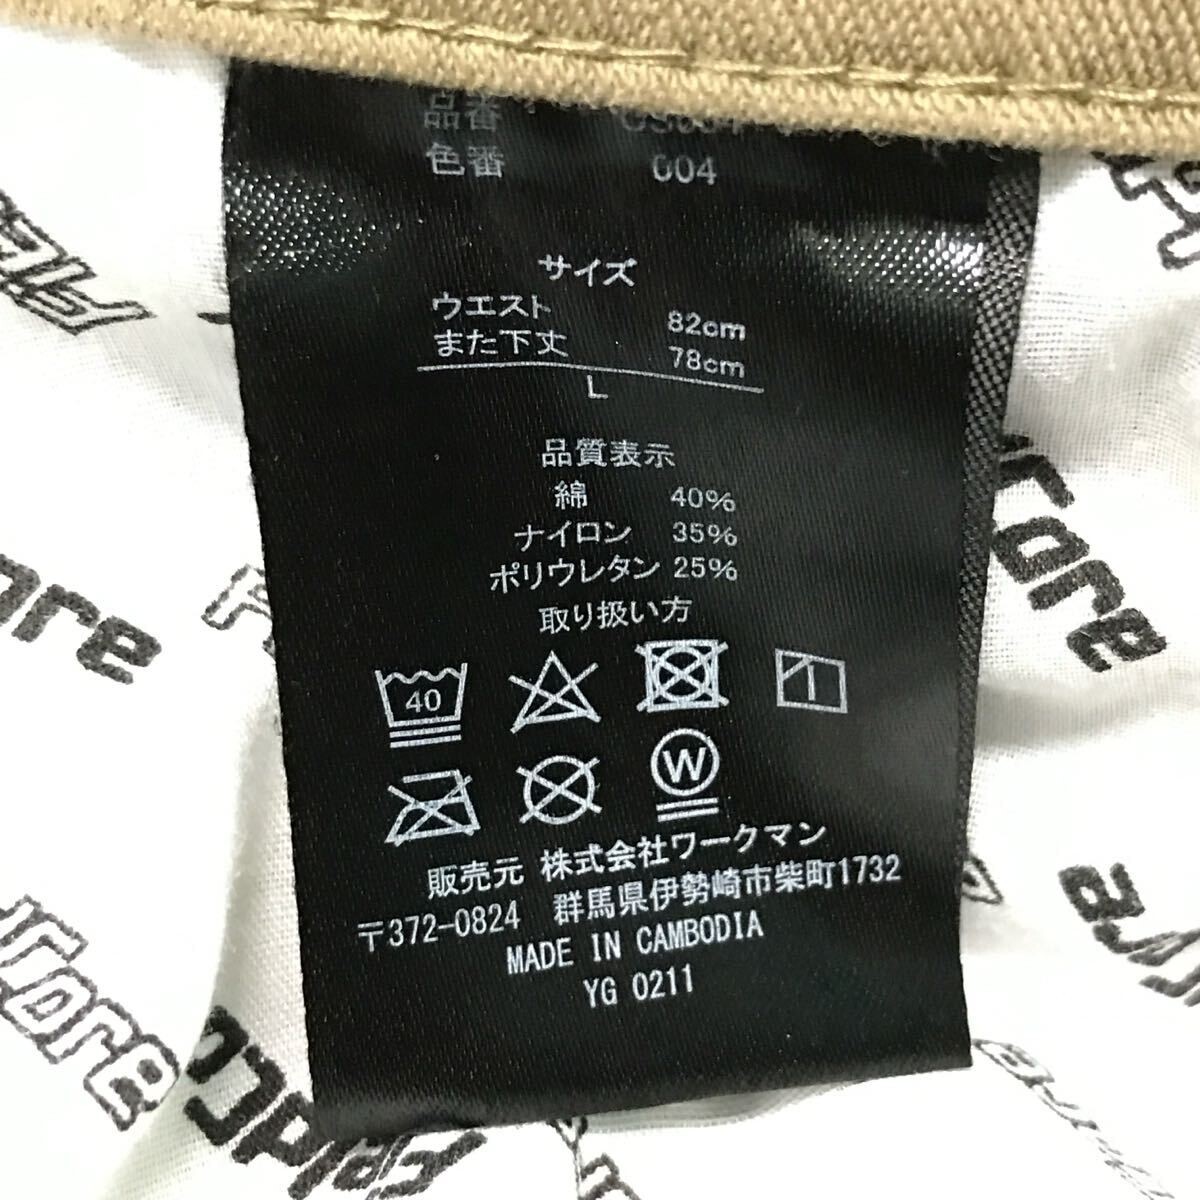 品番
色番 004
サイズ
ウエスト 82cm
また下丈 78cm
L
品質表示
綿 40%
ナイロン 35%
ポリウレタン 25%
取り扱い方
40
W
販売元 株式会社ワークマン
〒372-0824 群馬県伊勢崎市柴町1732
MADE IN CAMBODIA
YG 0211